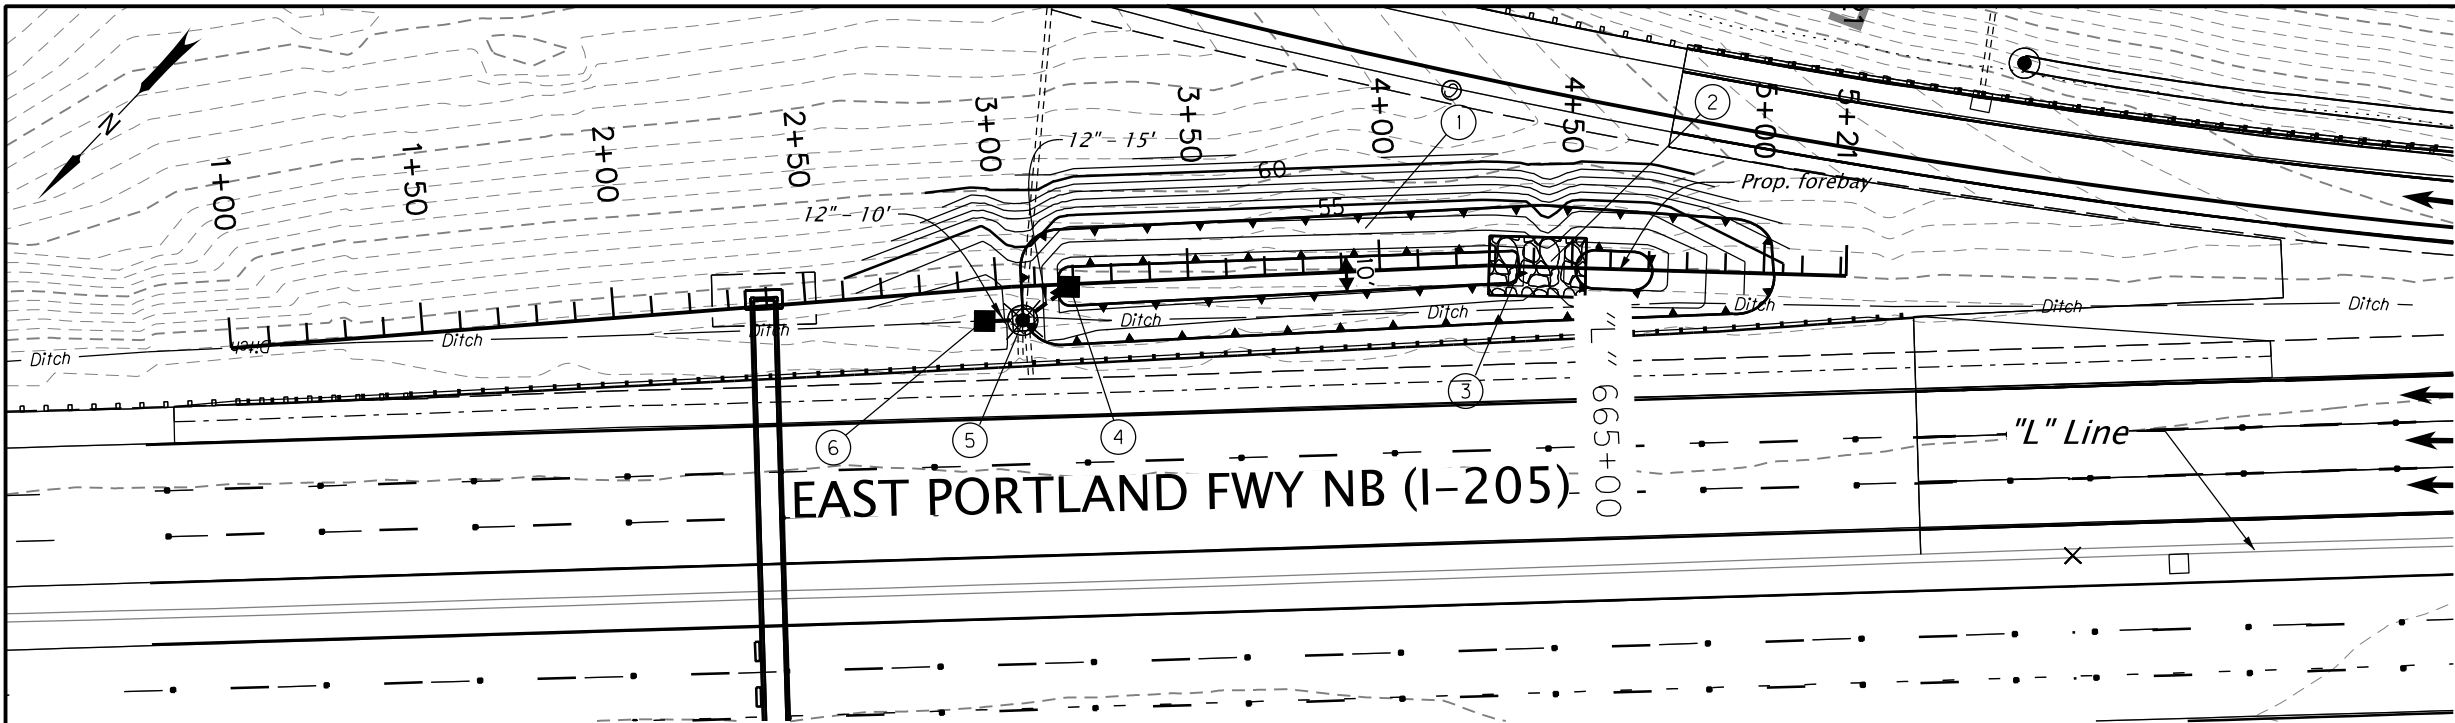 N
1+00
1+50
2+00
2+50
3+00
3+50
4+00
4+50
5+00
5+21
1
2
12" - 15'
60
Prop. forebay
12" - 10'
55
10'
Ditch
Ditch
Ditch
Ditch
Ditch
Ditch
Ditch
Ditch
Ditch
"L" 665+00
3
4
5
6
"L" Line
EAST PORTLAND FWY NB (I-205)